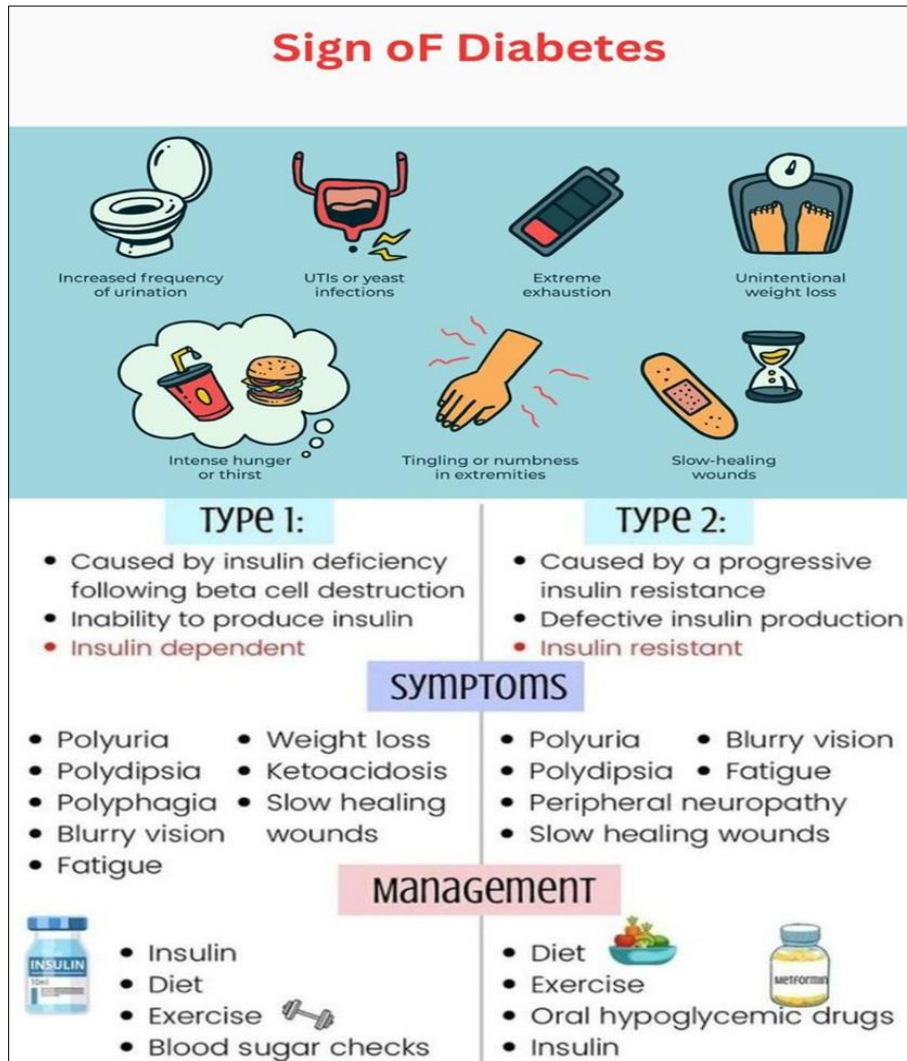 Sign oF Diabetes
Increased frequency
of urination
UTIs or yeast
infections
Extreme
exhaustion
Unintentional
weight loss
Intense hunger
or thirst
Tingling or numbness
in extremities
Slow-healing
wounds
TYPE 1:
• Caused by insulin deficiency
following beta cell destruction
• Inability to produce insulin
• Insulin dependent
TYPE 2:
• Caused by a progressive
insulin resistance
• Defective insulin production
• Insulin resistant
SYMPTOMS
• Polyuria
• Polydipsia
• Polyphagia
• Blurry vision
• Fatigue
• Weight loss
• Ketoacidosis
• Slow healing
wounds
• Polyuria
• Polydipsia
• Peripheral neuropathy
• Slow healing wounds
• Blurry vision
• Fatigue
MANAGEMENT
INSULIN
10ml
• Insulin
• Diet
• Exercise
• Blood sugar checks
• Diet
• Exercise
• Oral hypoglycemic drugs
• Insulin
METFORMIN